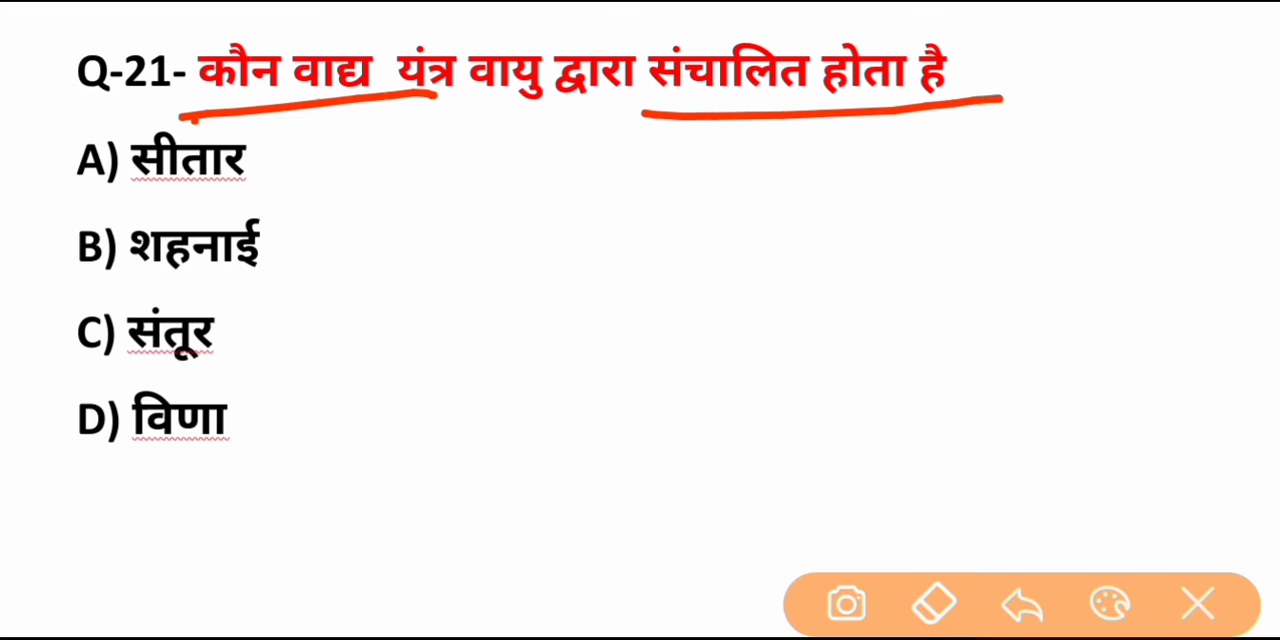 Q-21- कौन वाद्य यंत्र वायु द्वारा संचालित होता है
A) सीतार
B) शहनाई
C) संतूर
D) विणा